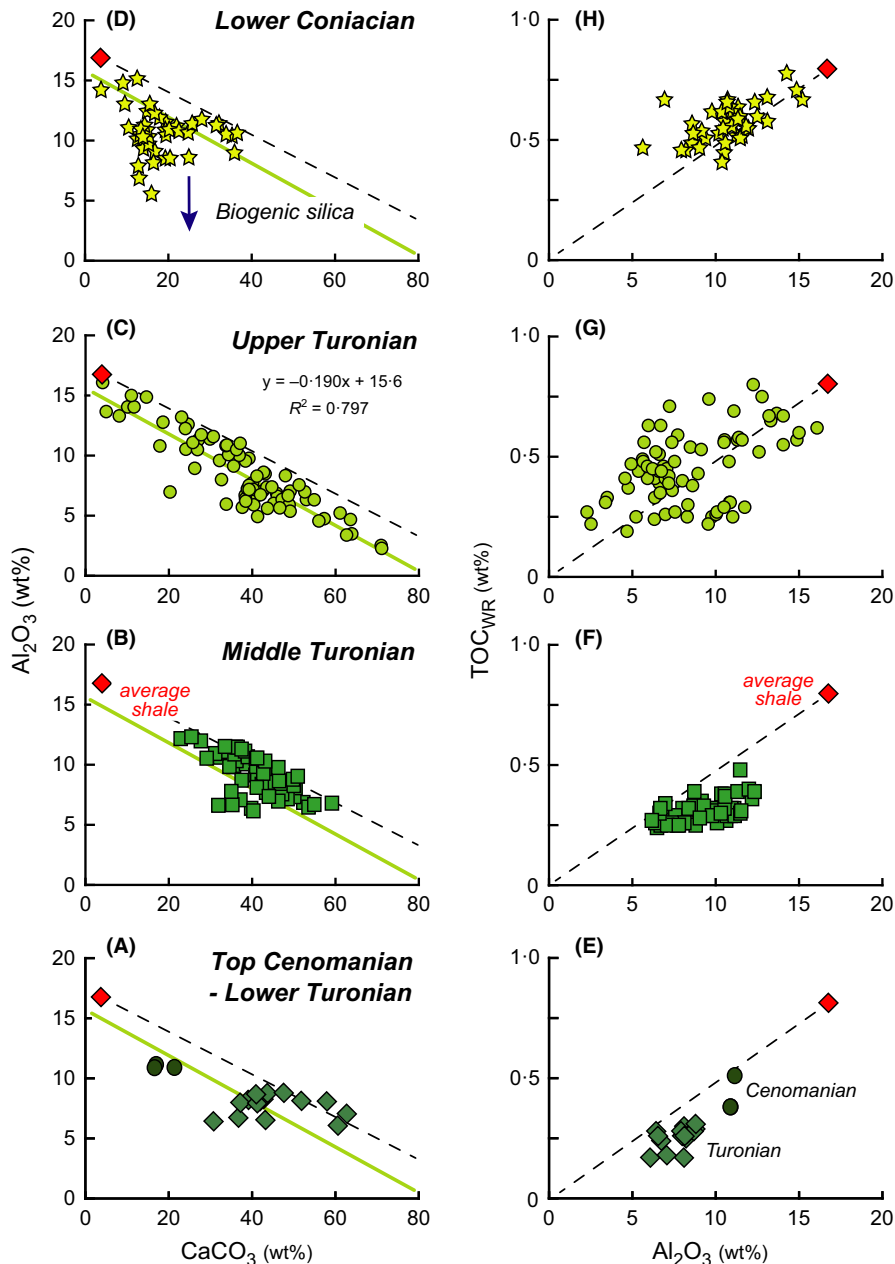 (D) Lower Coniacian
20
15
10
5
0
Biogenic silica
0 20 40 60 80
(H)
1·0
0·5
0
0 5 10 15 20
(C) Upper Turonian
y = –0·190x + 15·6
R² = 0·797
20
15
10
5
0
0 20 40 60 80
(G)
1·0
0·5
0
0 5 10 15 20
Al₂O₃ (wt%)
TOC_WR (wt%)
(B) Middle Turonian
average
shale
20
15
10
5
0
0 20 40 60 80
(F)
average
shale
1·0
0·5
0
0 5 10 15 20
(A) Top Cenomanian
- Lower Turonian
20
15
10
5
0
0 20 40 60 80
CaCO₃ (wt%)
(E)
Cenomanian
Turonian
1·0
0·5
0
0 5 10 15 20
Al₂O₃ (wt%)